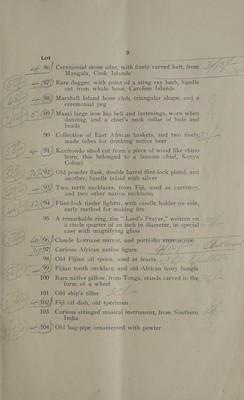 9
Lot
86 Ceremonial stone adze, with finely carved haft, from
Mangaia, Cook Islands
87 Rare dagger, with point of a sting ray barb, handle
cut from whale bone, Caroline Islands
88 Marshall Island bone club, triangular shape, and a
ceremonial peg
89 Masai large iron hip bell and fastenings, worn when
dancing, and a chief's neck collar of hide and
beads
90 Collection of East African baskets, and two finely
made tubes for drinking native beer
91 Kavirondo stool cut from a piece of wood like rhino
horn, this belonged to a famous chief, Kenya
Colony
92 Old powder flask, double barrel flint-lock pistol, and
another, handle inlaid with silver
93 Two teeth necklaces, from Fiji, used as currency,
and two other native necklaces
94 Flint-lock tinder lighter, with candle holder on side,
early method for making fire
95 A remarkable ring, the "Lord's Prayer," written on
a circle quarter of an inch in diameter, in special
case with magnifying glass
96 Claude Lorraine mirror, and portfolio stereoscope
97 Curious African native figure
98 Old Fijian oil spoon, used at feasts
99 Fijian tooth necklace, and old African ivory bangle
100 Rare native pillow, from Tonga, stands carved in the
form of a wheel
101 Old ship's tiller
102 Fiji oil dish, old specimen
103 Curious stringed musical instrument, from Southern
India
104 Old bag-pipe ornamented with pewter